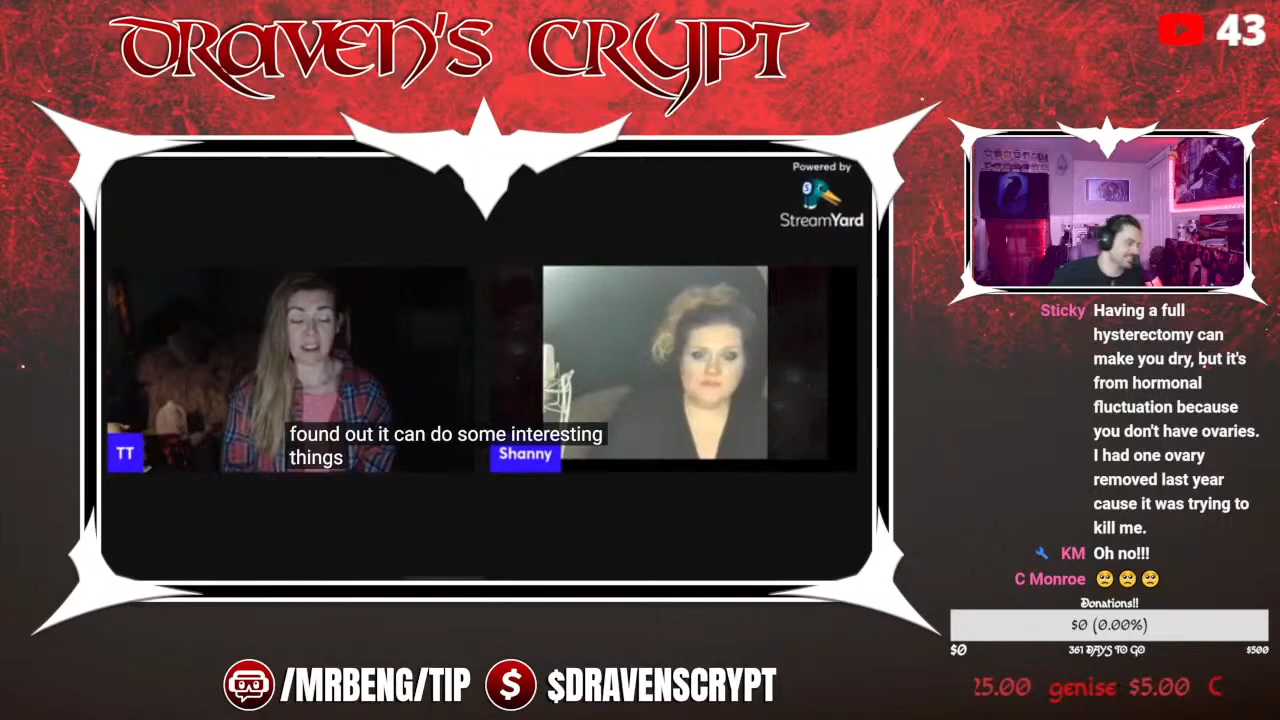 DRAVEN'S CRYPT
43
Powered by
StreamYard
found out it can do some interesting
things
TT
Shanny
Sticky Having a full
hysterectomy can
make you dry, but it's
from hormonal
fluctuation because
you don't have ovaries.
I had one ovary
removed last year
cause it was trying to
kill me.
KM Oh no!!!
C Monroe
Donations!!
$0 (0.00%)
$0 361 DAYS TO GO $500
/MRBENG/TIP $DRAVENSCRYPT
25.00 genise $5.00 C